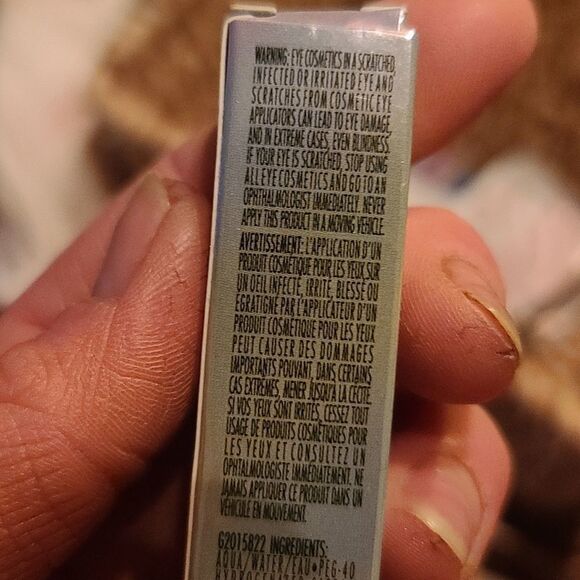 WARNING: EYE COSMETICS IN A SCRATCHED,
INFECTED OR IRRITATED EYE AND
SCRATCHES FROM COSMETIC EYE
APPLICATORS CAN LEAD TO EYE DAMAGE,
AND IN EXTREME CASES, EVEN BLINDNESS.
IF YOUR EYE IS SCRATCHED, STOP USING
ALL EYE COSMETICS AND GO TO AN
OPHTHALMOLOGIST IMMEDIATELY. NEVER
APPLY THIS PRODUCT IN A MOVING VEHICLE.
AVERTISSEMENT: L'APPLICATION D'UN
PRODUIT COSMÉTIQUE POUR LES YEUX SUR
UN OEIL INFECTÉ, IRRITÉ, BLESSÉ OU
EGRATIGNÉ PAR L'APPLICATEUR D'UN
PRODUIT COSMÉTIQUE POUR LES YEUX
PEUT CAUSER DES DOMMAGES
IMPORTANTS POUVANT, DANS CERTAINS
CAS EXTRÊMES, MENER JUSQU'À LA CÉCITÉ.
SI VOS YEUX SONT IRRITÉS, CESSEZ TOUT
USAGE DE PRODUITS COSMÉTIQUES POUR
LES YEUX ET CONSULTEZ UN
OPHTALMOLOGISTE IMMÉDIATEMENT. NE
JAMAIS APPLIQUER CE PRODUIT DANS UN
VÉHICULE EN MOUVEMENT.
G2015822 INGREDIENTS:
AQUA/WATER/EAU•PEG-40
HYDROGENATED